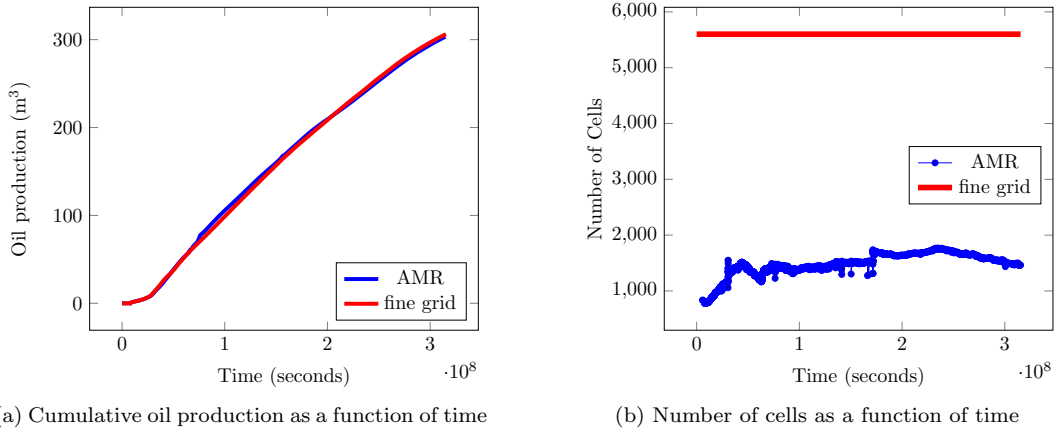 300
200
100
0
Oil production (m³)
AMR
fine grid
0 1 2 3
Time (seconds) ·10⁸
a) Cumulative oil production as a function of time
6,000
5,000
4,000
3,000
2,000
1,000
Number of Cells
AMR
fine grid
0 1 2 3
Time (seconds) ·10⁸
(b) Number of cells as a function of time